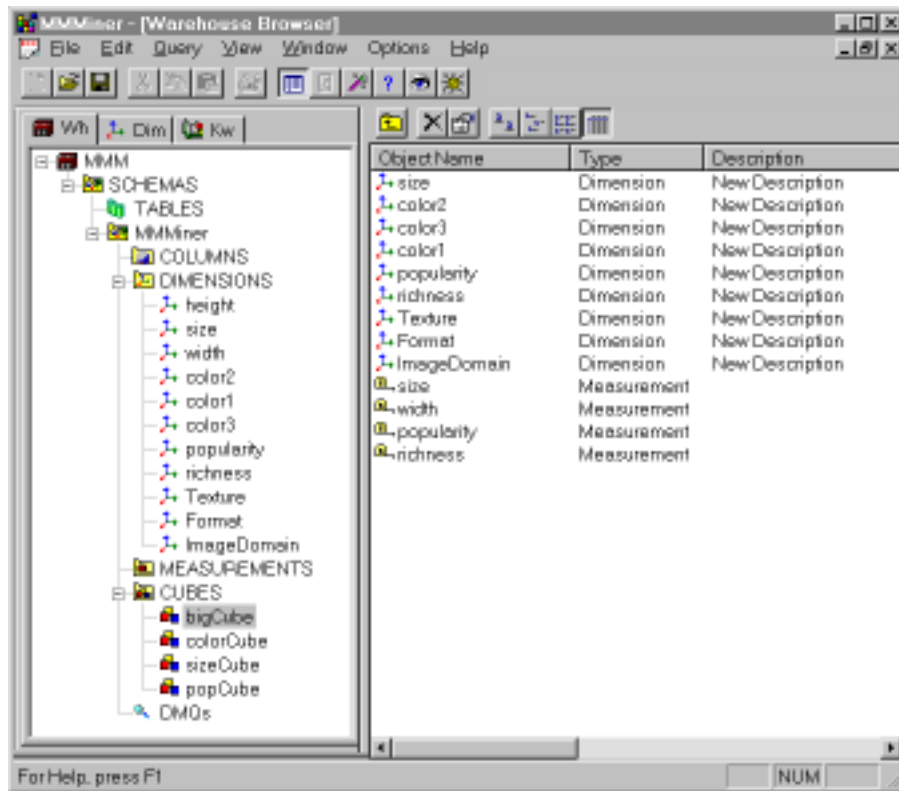 MMMiner - [Warehouse Browser]
File Edit Query View Window Options Help
Wh Dim Kw
MMM
SCHEMAS
TABLES
MMMiner
COLUMNS
DIMENSIONS
height
size
width
color2
color1
color3
popularity
richness
Texture
Format
ImageDomain
MEASUREMENTS
CUBES
bigCube
colorCube
sizeCube
popCube
DMQs
Object Name Type Description
size Dimension New Description
color2 Dimension New Description
color3 Dimension New Description
color1 Dimension New Description
popularity Dimension New Description
richness Dimension New Description
Texture Dimension New Description
Format Dimension New Description
ImageDomain Dimension New Description
size Measurement
width Measurement
popularity Measurement
richness Measurement
For Help, press F1
NUM